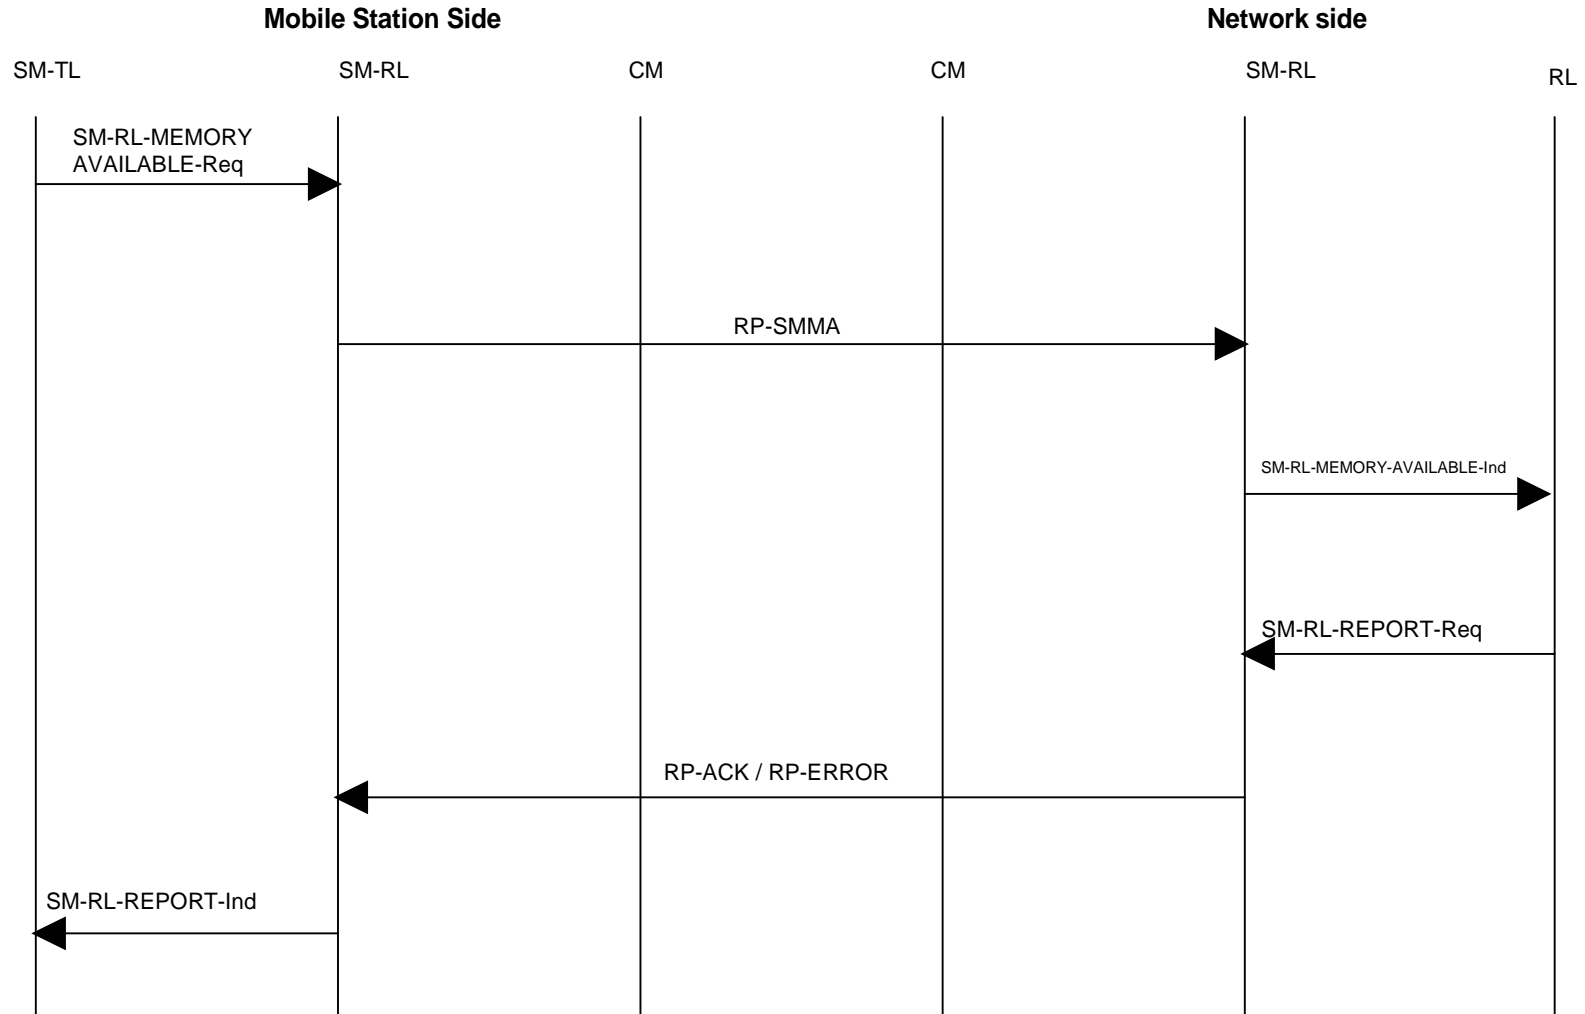 Mobile Station Side
Network side
SM-TL
SM-RL
CM
CM
SM-RL
RL
SM-RL-MEMORY
AVAILABLE-Req
RP-SMMA
SM-RL-MEMORY-AVAILABLE-Ind
SM-RL-REPORT-Req
RP-ACK / RP-ERROR
SM-RL-REPORT-Ind